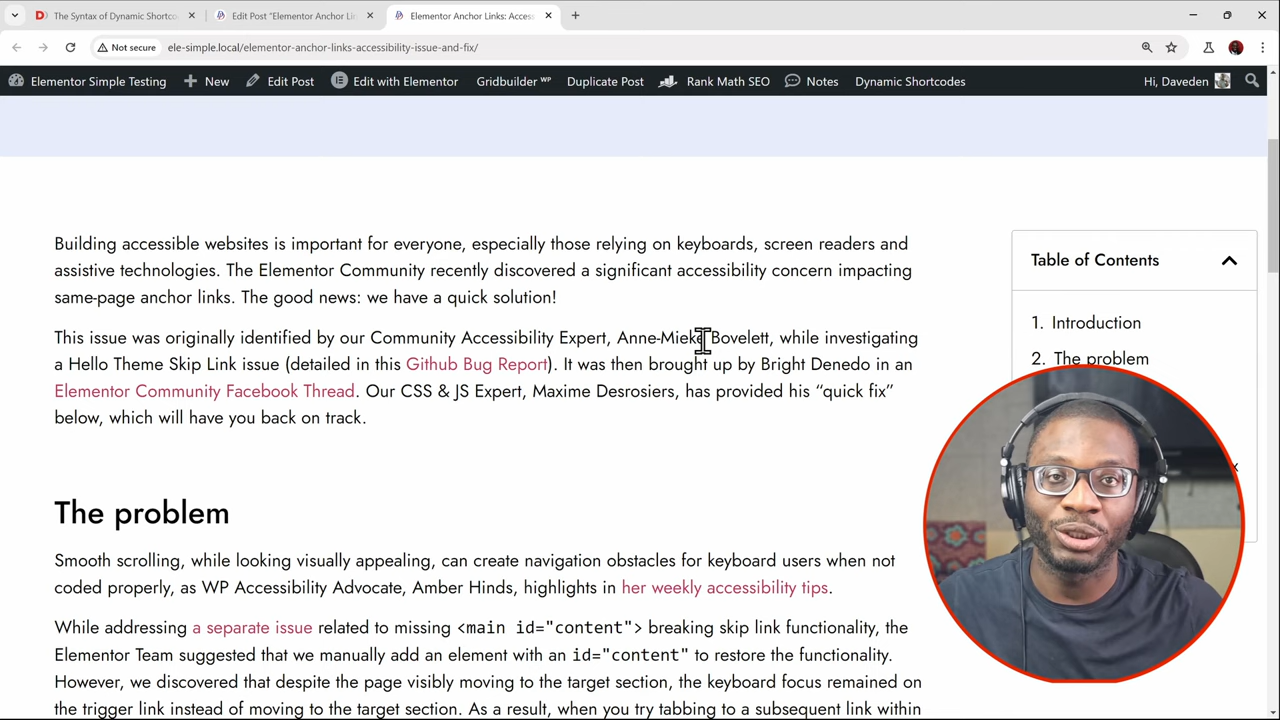 The Syntax of Dynamic Shortco
Edit Post "Elementor Anchor Lin
Elementor Anchor Links: Access
Not secure
ele-simple.local/elementor-anchor-links-accessibility-issue-and-fix/
Elementor Simple Testing
New
Edit Post
Edit with Elementor
Gridbuilder WP
Duplicate Post
Rank Math SEO
Notes
Dynamic Shortcodes
Hi, Daveden
Building accessible websites is important for everyone, especially those relying on keyboards, screen readers and
assistive technologies. The Elementor Community recently discovered a significant accessibility concern impacting
same-page anchor links. The good news: we have a quick solution!
This issue was originally identified by our Community Accessibility Expert, Anne-Mieke Bovelett, while investigating
a Hello Theme Skip Link issue (detailed in this Github Bug Report). It was then brought up by Bright Denedo in an
Elementor Community Facebook Thread. Our CSS & JS Expert, Maxime Desrosiers, has provided his “quick fix”
below, which will have you back on track.
Table of Contents
1. Introduction
2. The problem
The problem
Smooth scrolling, while looking visually appealing, can create navigation obstacles for keyboard users when not
coded properly, as WP Accessibility Advocate, Amber Hinds, highlights in her weekly accessibility tips.
While addressing a separate issue related to missing <main id="content"> breaking skip link functionality, the
Elementor Team suggested that we manually add an element with an id="content" to restore the functionality.
However, we discovered that despite the page visibly moving to the target section, the keyboard focus remained on
the trigger link instead of moving to the target section. As a result, when you try tabbing to a subsequent link within